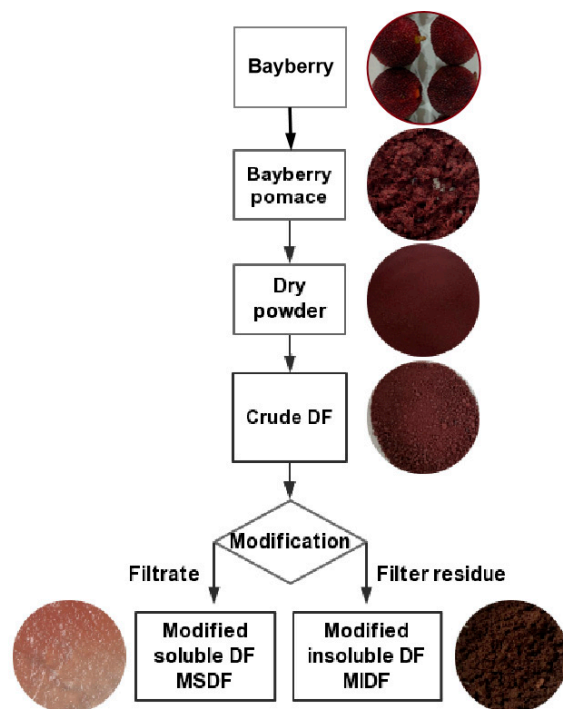 Bayberry
Bayberry
pomace
Dry
powder
Crude DF
Modification
Filtrate
Filter residue
Modified
soluble DF
MSDF
Modified
insoluble DF
MIDF